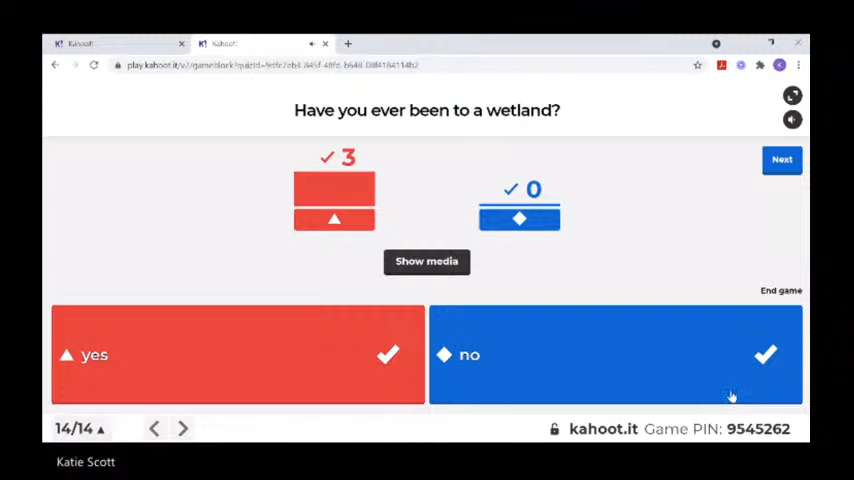 Kahoot!
Kahoot!
Have you ever been to a wetland?
3
0
Next
Show media
End game
yes
no
14/14
kahoot.it Game PIN: 9545262
Katie Scott